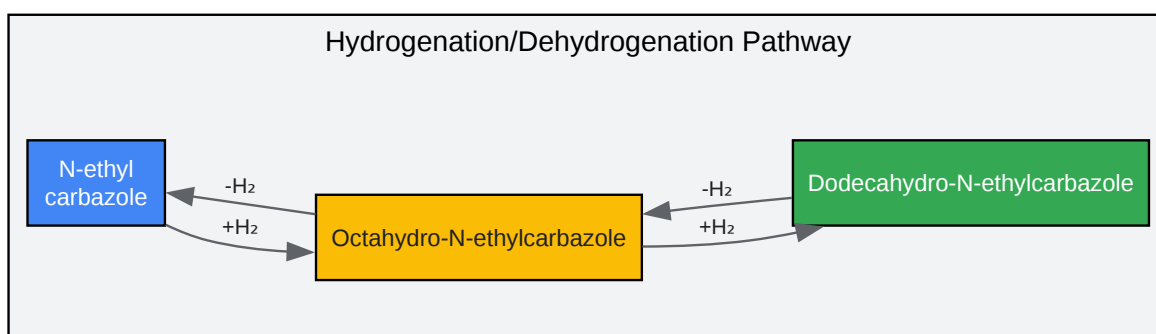 Hydrogenation/Dehydrogenation Pathway
N-ethyl
carbazole
-H₂
+H₂
Octahydro-N-ethylcarbazole
-H₂
+H₂
Dodecahydro-N-ethylcarbazole